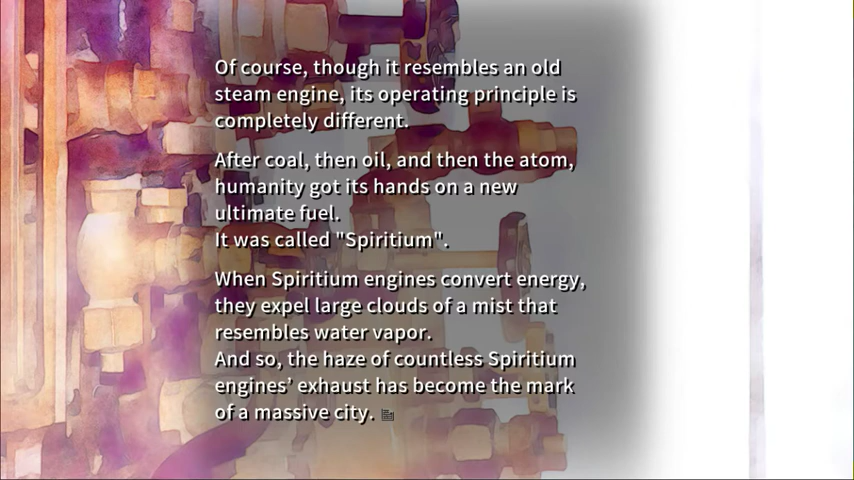 Of course, though it resembles an old
steam engine, its operating principle is
completely different.
After coal, then oil, and then the atom,
humanity got its hands on a new
ultimate fuel.
It was called "Spiritium".
When Spiritium engines convert energy,
they expel large clouds of a mist that
resembles water vapor.
And so, the haze of countless Spiritium
engines’ exhaust has become the mark
of a massive city.